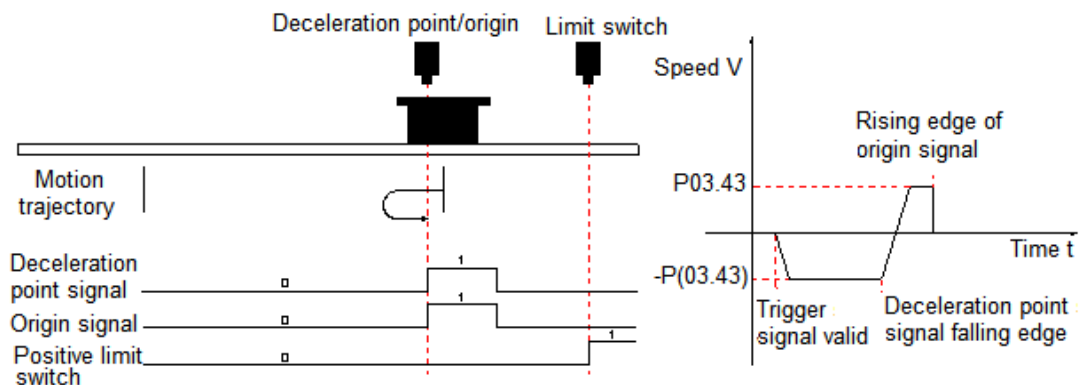 Deceleration point/origin
Limit switch
Speed V
Rising edge of
origin signal
P03.43
Motion
trajectory
Time t
Deceleration
point signal
0
1
-P(03.43)
Trigger
signal valid
Deceleration point
signal falling edge
Origin signal
0
1
Positive limit
switch
0
1